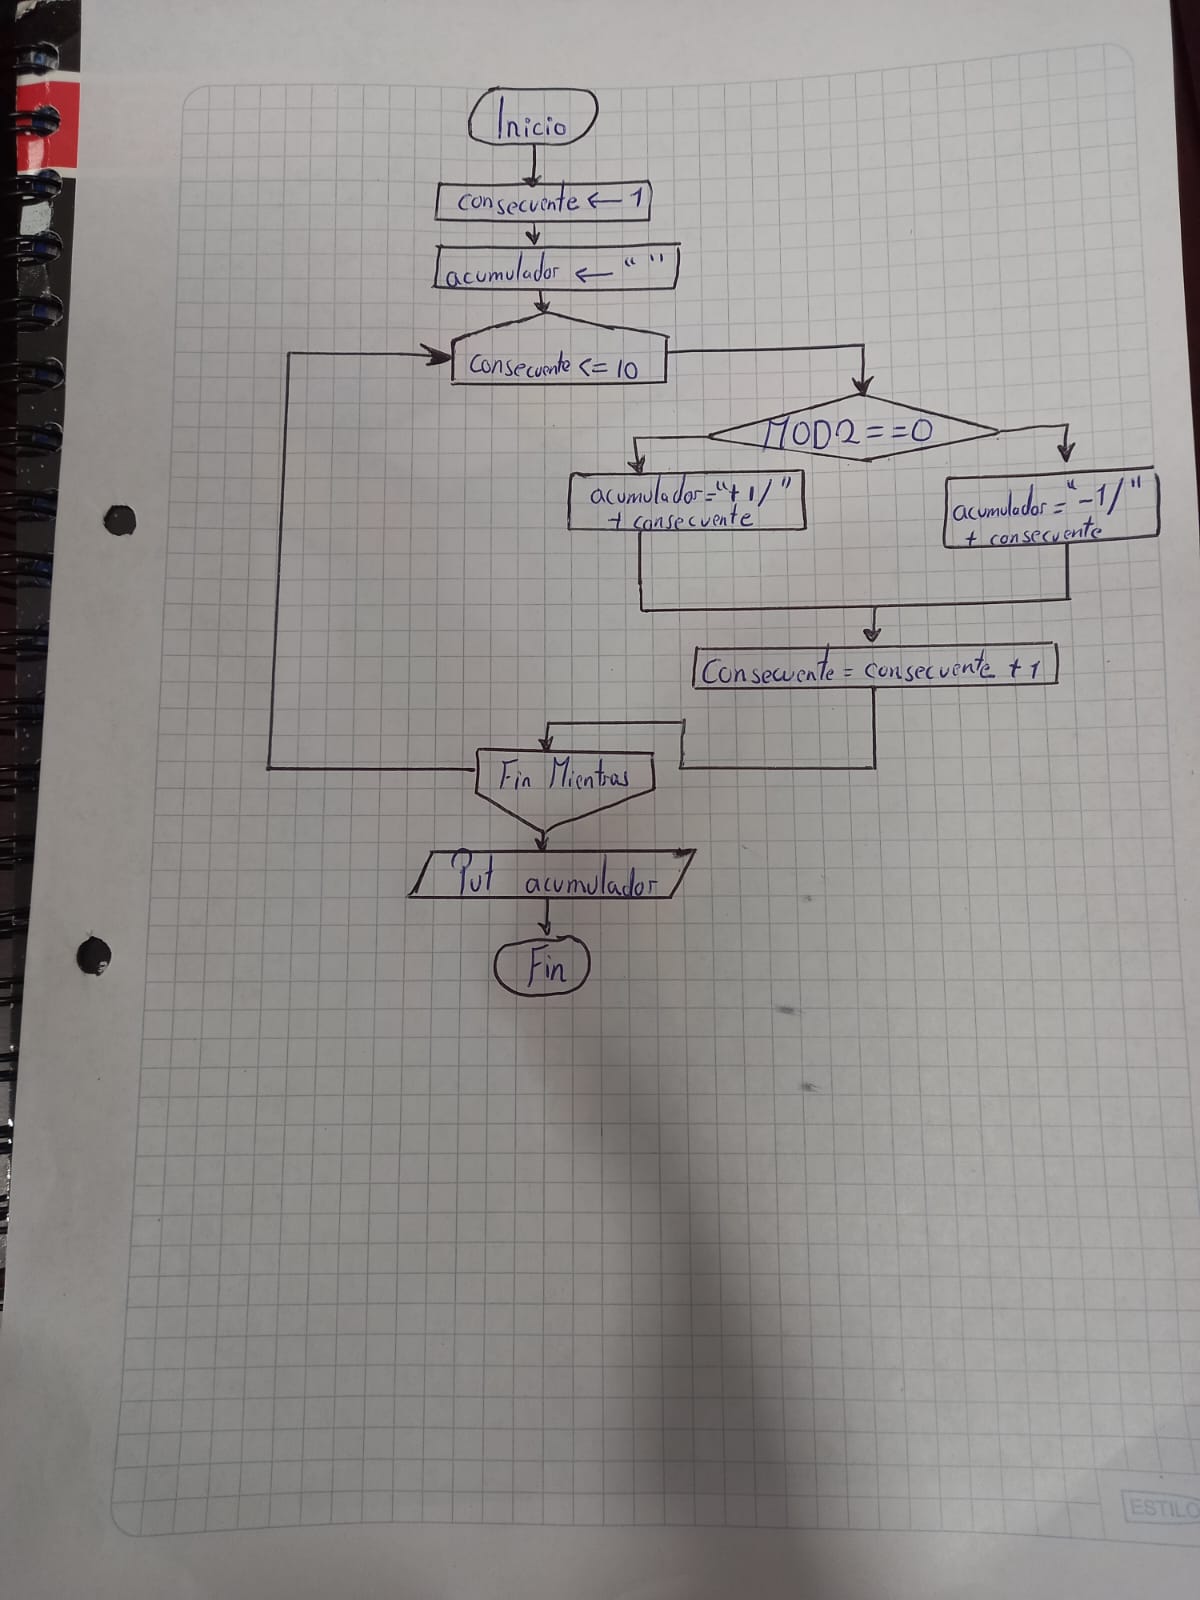 Inicio
consecuente ← 1
acumulador ← “ ”
consecuente <= 10
MOD2==0
acumulador="+1/"
+ consecuente
acumulador="-1/"
+ consecuente
Consecuente = consecuente +1
Fin Mientras
Put acumulador
Fin
ESTILO